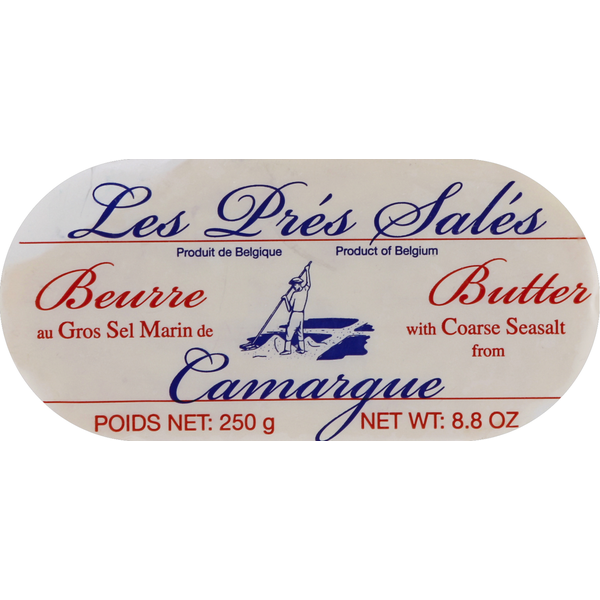 Les Prés Salés
Produit de Belgique Product of Belgium
Beurre Butter
au Gros Sel Marin de with Coarse Seasalt
from
Camargue
POIDS NET: 250 g NET WT: 8.8 OZ